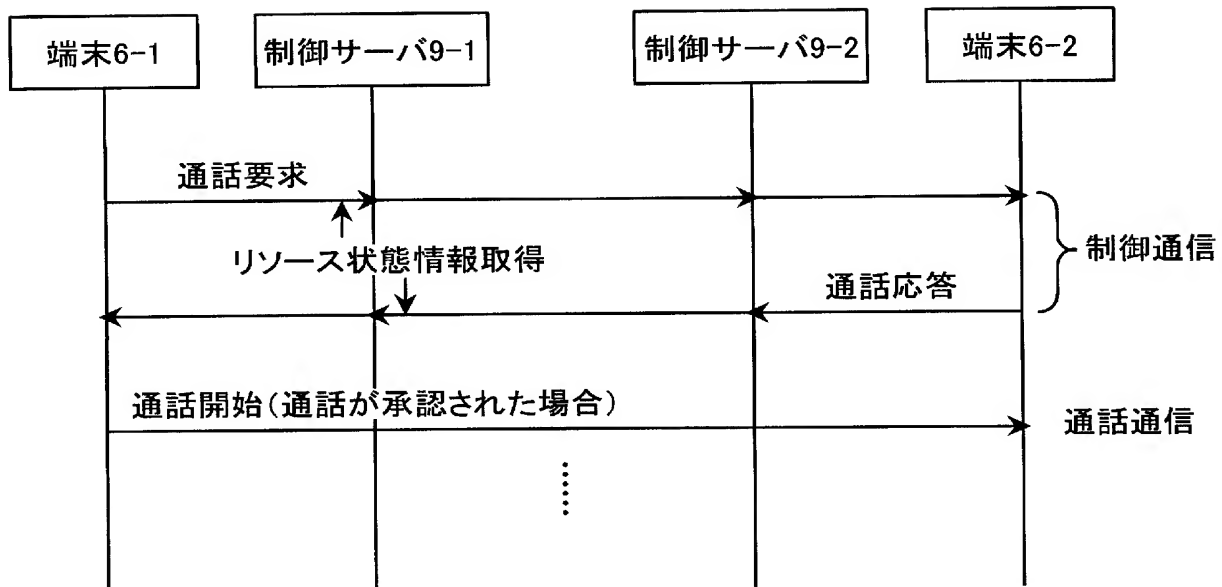 端末6-1
制御サーバ9-1
制御サーバ9-2
端末6-2
通話要求
リソース状態情報取得
制御通信
通話応答
通話開始(通話が承認された場合)
通話通信